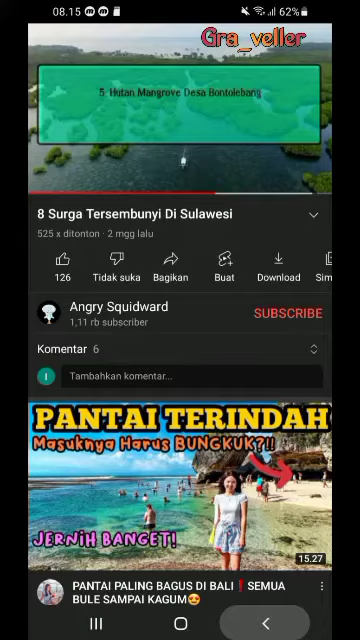 08.15
62%
Gra_veller
5. Hutan Mangrove Desa Bontolebang
8 Surga Tersembunyi Di Sulawesi
525 x ditonton · 2 mgg lalu
126
Tidak suka
Bagikan
Buat
Download
Sim
Angry Squidward
1,11 rb subscriber
SUBSCRIBE
Komentar 6
I
Tambahkan komentar...
PANTAI TERINDAH
Masuknya Harus BUNGKUK?!!
JERNIH BANGET!
15.27
PANTAI PALING BAGUS DI BALI❗SEMUA
BULE SAMPAI KAGUM😍